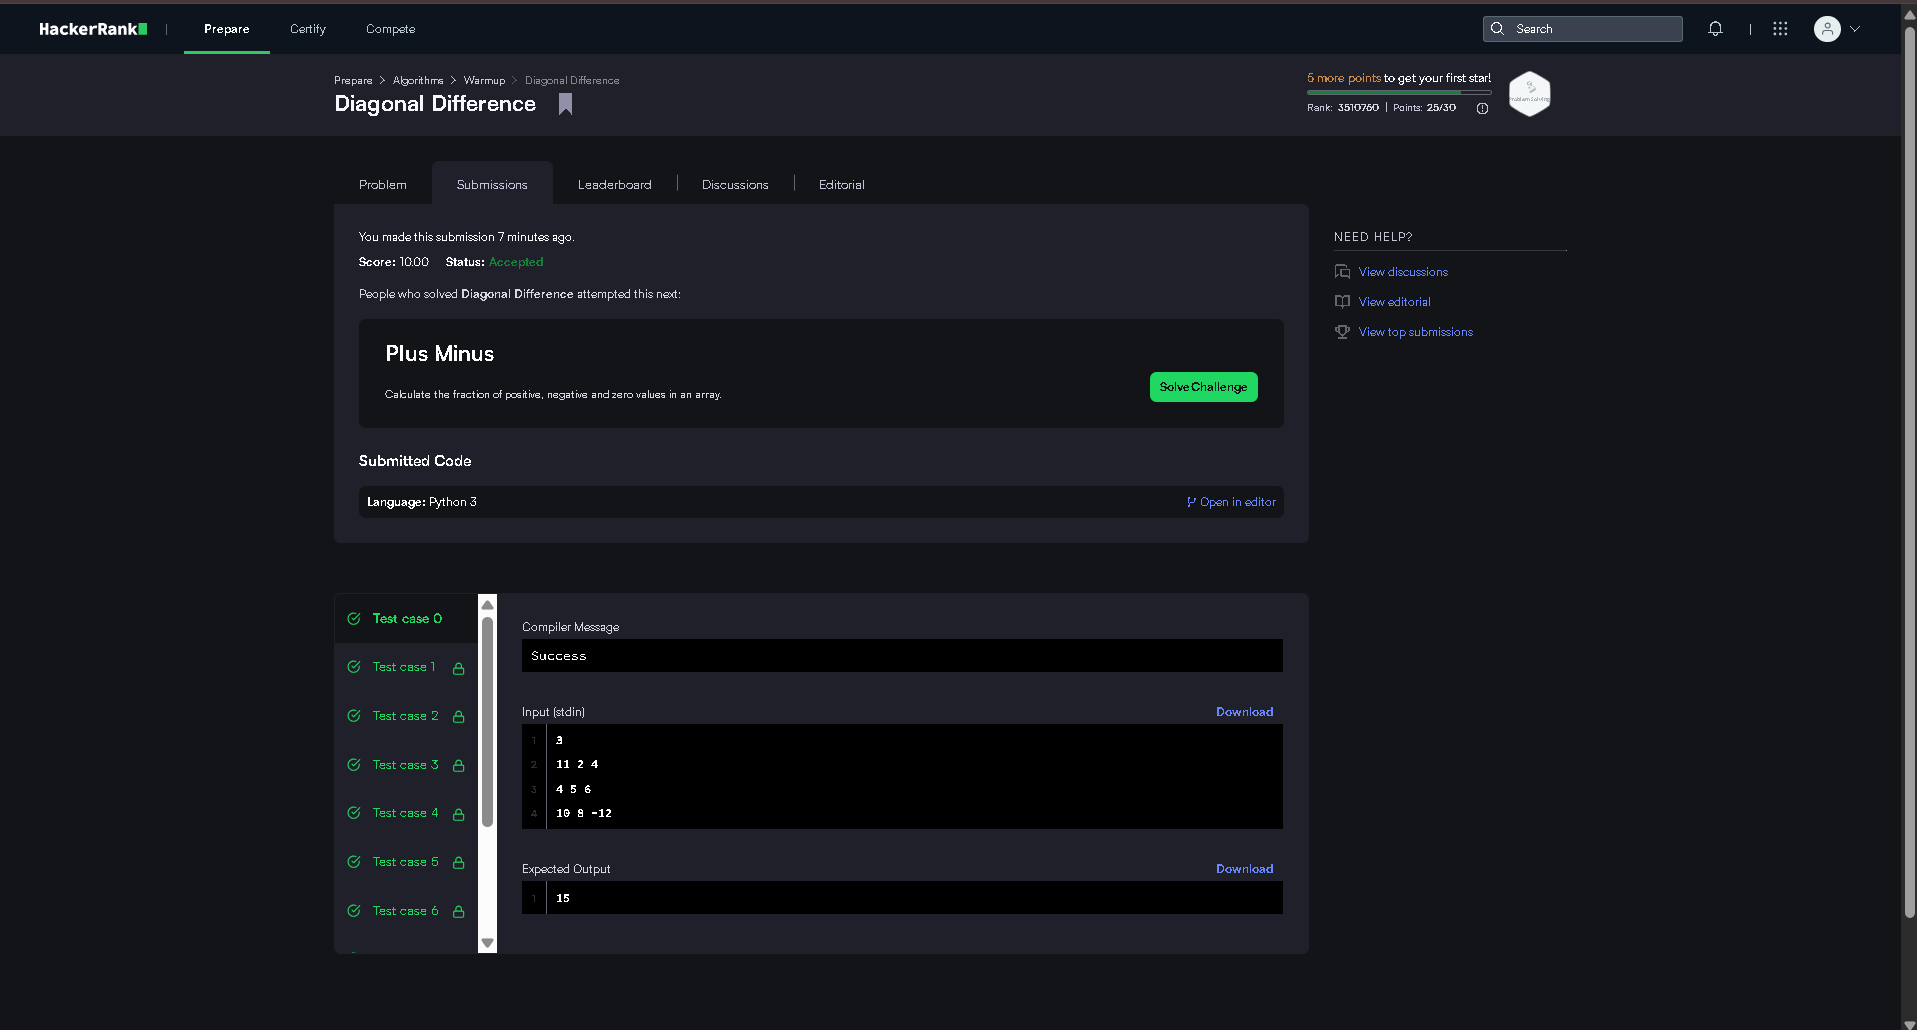 HackerRank | Prepare Certify Compete Search |
Prepare > Algorithms > Warmup > Diagonal Difference
Diagonal Difference
5 more points to get your first star!
Rank: 3510760 | Points: 25/30
Problem Solving
Problem Submissions Leaderboard | Discussions | Editorial
You made this submission 7 minutes ago.
Score: 10.00 Status: Accepted
People who solved Diagonal Difference attempted this next:
Plus Minus
Calculate the fraction of positive, negative and zero values in an array.
Solve Challenge
Submitted Code
Language: Python 3 Open in editor
NEED HELP?
View discussions
View editorial
View top submissions
Test case 0
Test case 1
Test case 2
Test case 3
Test case 4
Test case 5
Test case 6
Compiler Message
Success
Input (stdin) Download
1 3
2 11 2 4
3 4 5 6
4 10 8 -12
Expected Output Download
1 15